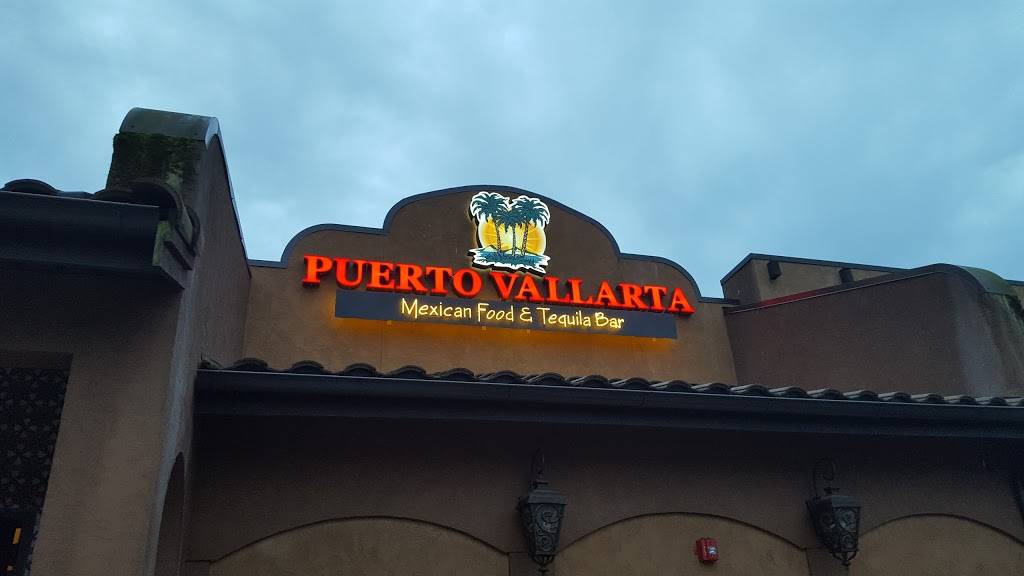 PUERTO VALLARTA
Mexican Food & Tequila Bar